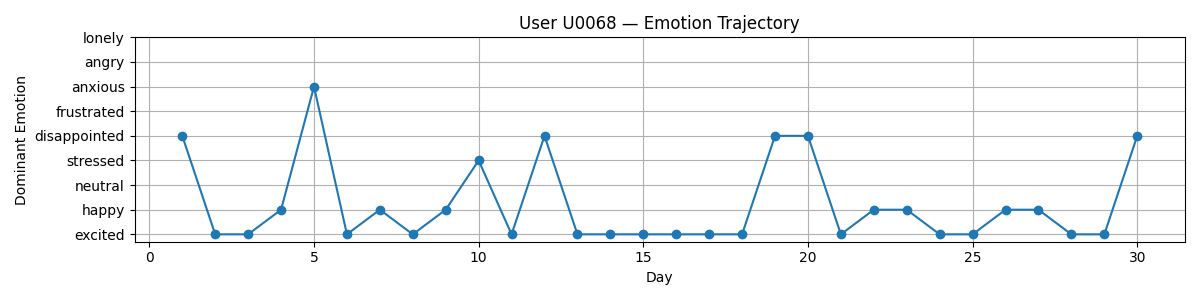 User U0068 — Emotion Trajectory
Dominant Emotion
lonely
angry
anxious
frustrated
disappointed
stressed
neutral
happy
excited
0 5 10 15 20 25 30
Day